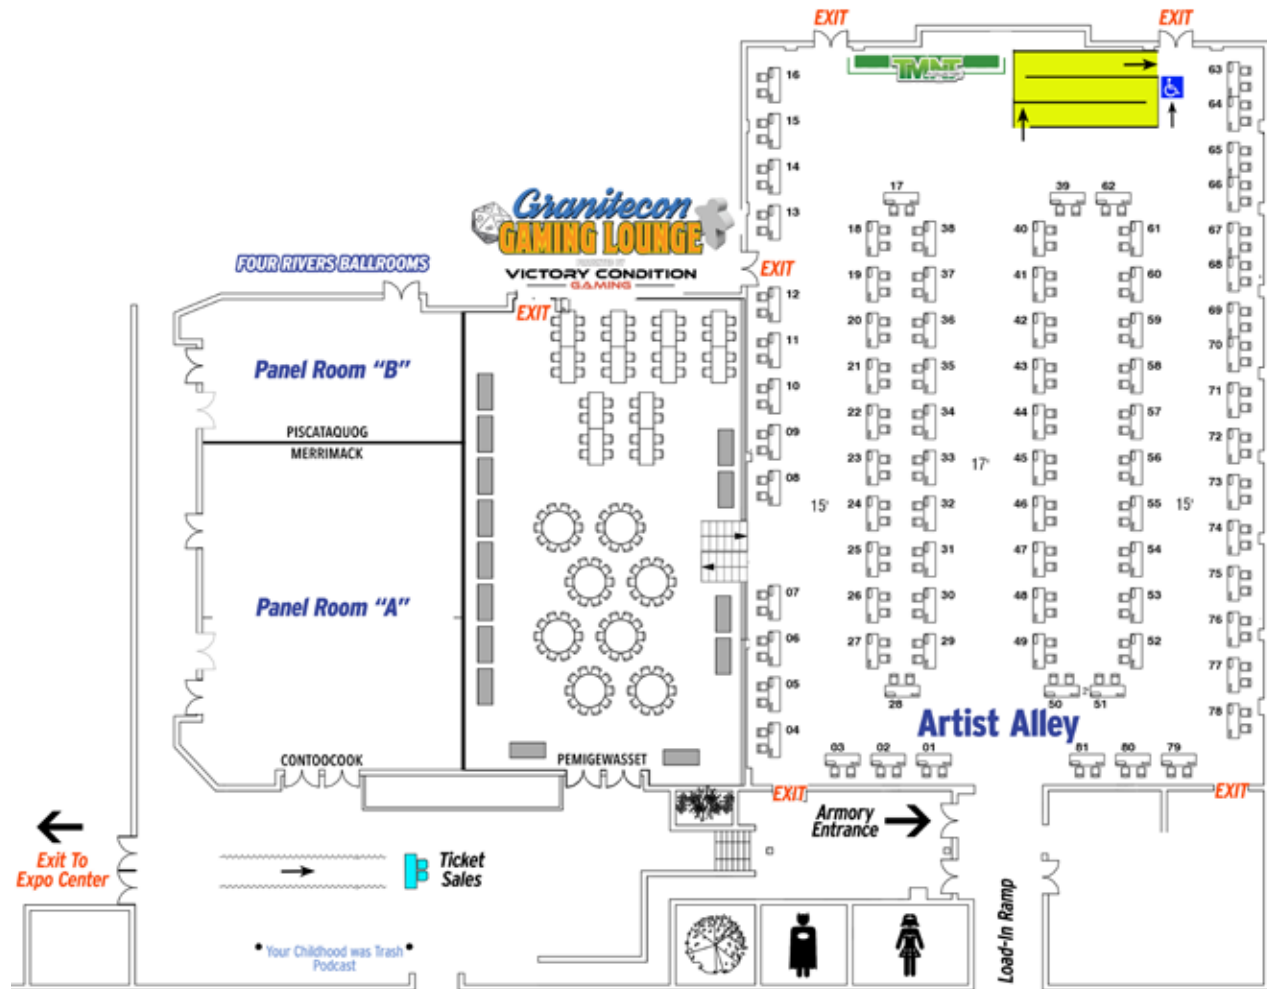 EXIT
EXIT
TMNT
16
15
14
13
EXIT
12
11
10
09
08
07
06
05
04
63
64
65
66
67
68
69
70
71
72
73
74
75
76
77
78
17
39
62
18
38
40
61
19
37
41
60
20
36
42
59
21
35
43
58
22
34
44
57
23
33
45
56
17'
24
32
46
55
15'
15'
25
31
47
54
26
30
48
53
27
29
49
52
28
50
2'
51
Artist Alley
03
02
01
81
80
79
Granitecon
GAMING LOUNGE
PRESENTED BY
VICTORY CONDITION
GAMING
FOUR RIVERS BALLROOMS
EXIT
Panel Room “B”
PISCATAQUOG
MERRIMACK
Panel Room “A”
CONTOOCOOK
PEMIGEWASSET
EXIT
EXIT
Armory
Entrance
Exit To
Expo Center
Ticket
Sales
Load-In Ramp
• Your Childhood was Trash •
Podcast